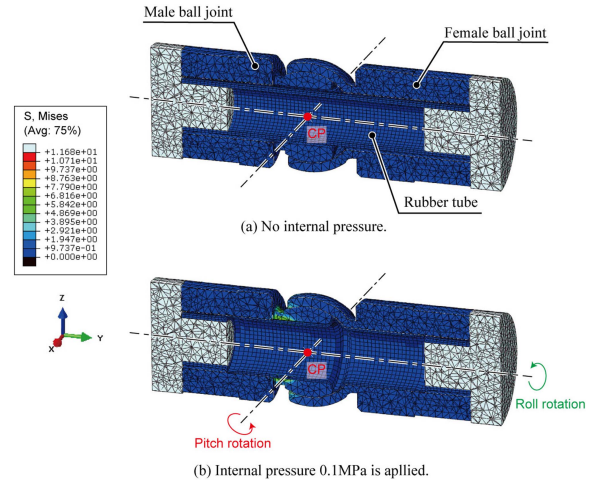 Male ball joint
Female ball joint
S, Mises
(Avg: 75%)
+1.168e+01
+1.071e+01
+9.737e+00
+8.763e+00
+7.790e+00
+6.816e+00
+5.842e+00
+4.869e+00
+3.895e+00
+2.921e+00
+1.947e+00
+9.737e-01
+0.000e+00
CP
Rubber tube
(a) No internal pressure.
Z
Y
X
CP
Roll rotation
Pitch rotation
(b) Internal pressure 0.1MPa is apllied.